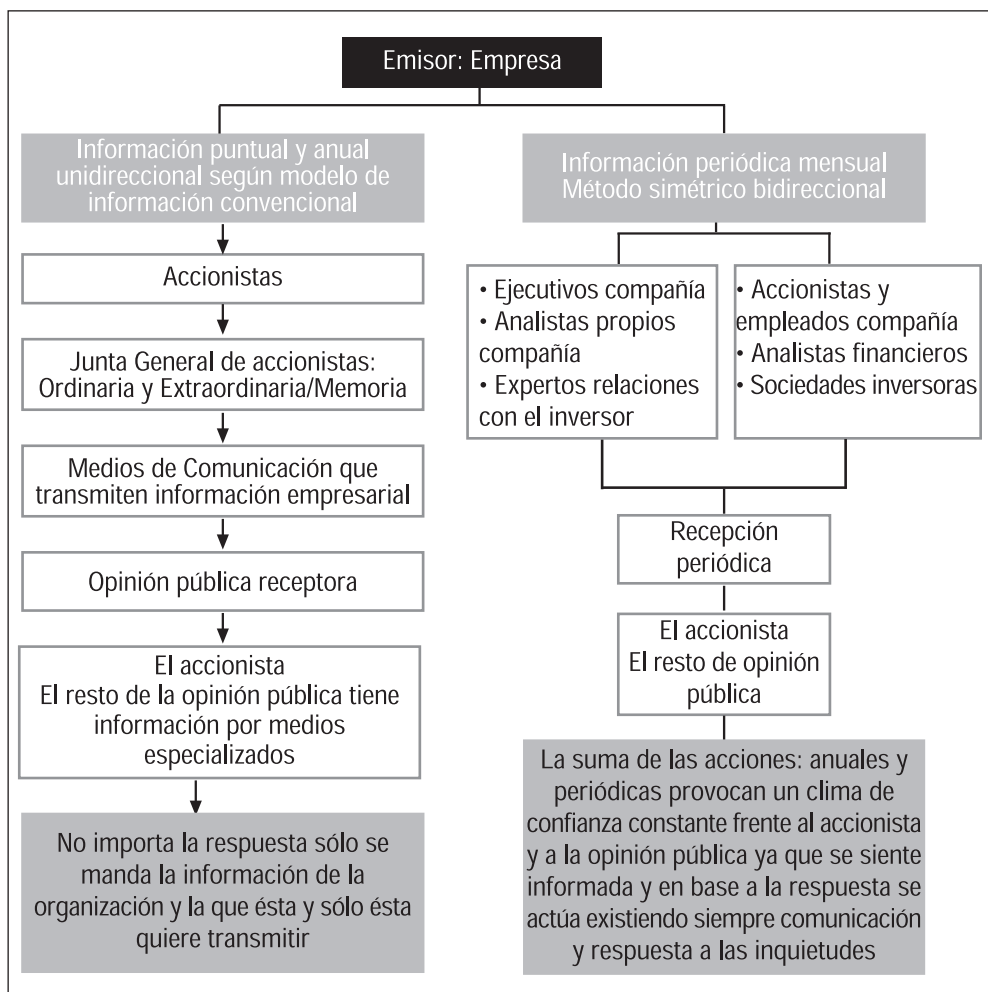 Emisor: Empresa
Información puntual y anual
unidireccional según modelo de
información convencional
Accionistas
Junta General de accionistas:
Ordinaria y Extraordinaria/Memoria
Medios de Comunicación que
transmiten información empresarial
Opinión pública receptora
El accionista
El resto de la opinión pública tiene
información por medios
especializados
No importa la respuesta sólo se
manda la información de la
organización y la que ésta y sólo ésta
quiere transmitir
Información periódica mensual
Método simétrico bidireccional
• Ejecutivos compañía
• Analistas propios
compañía
• Expertos relaciones
con el inversor
• Accionistas y
empleados compañía
• Analistas financieros
• Sociedades inversoras
Recepción
periódica
El accionista
El resto de opinión
pública
La suma de las acciones: anuales y
periódicas provocan un clima de
confianza constante frente al accionista
y a la opinión pública ya que se siente
informada y en base a la respuesta se
actúa existiendo siempre comunicación
y respuesta a las inquietudes